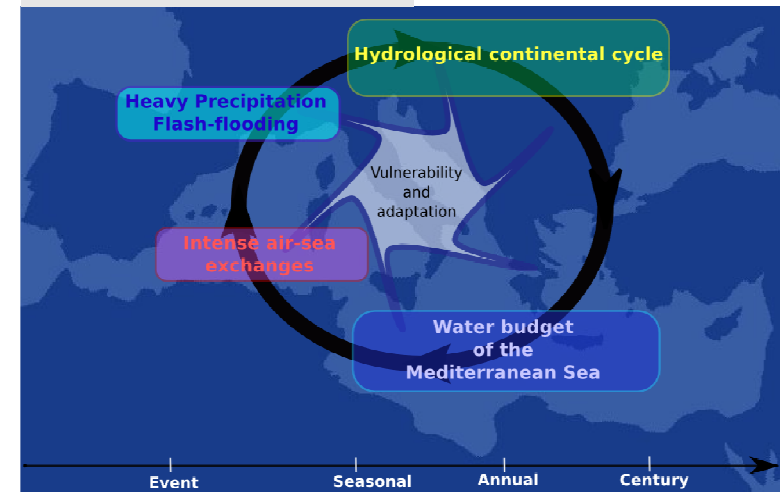 Hydrological continental cycle
Heavy Precipitation
Flash-flooding
Vulnerability
and
adaptation
Intense air-sea
exchanges
Water budget
of the
Mediterranean Sea
Event
Seasonal
Annual
Century